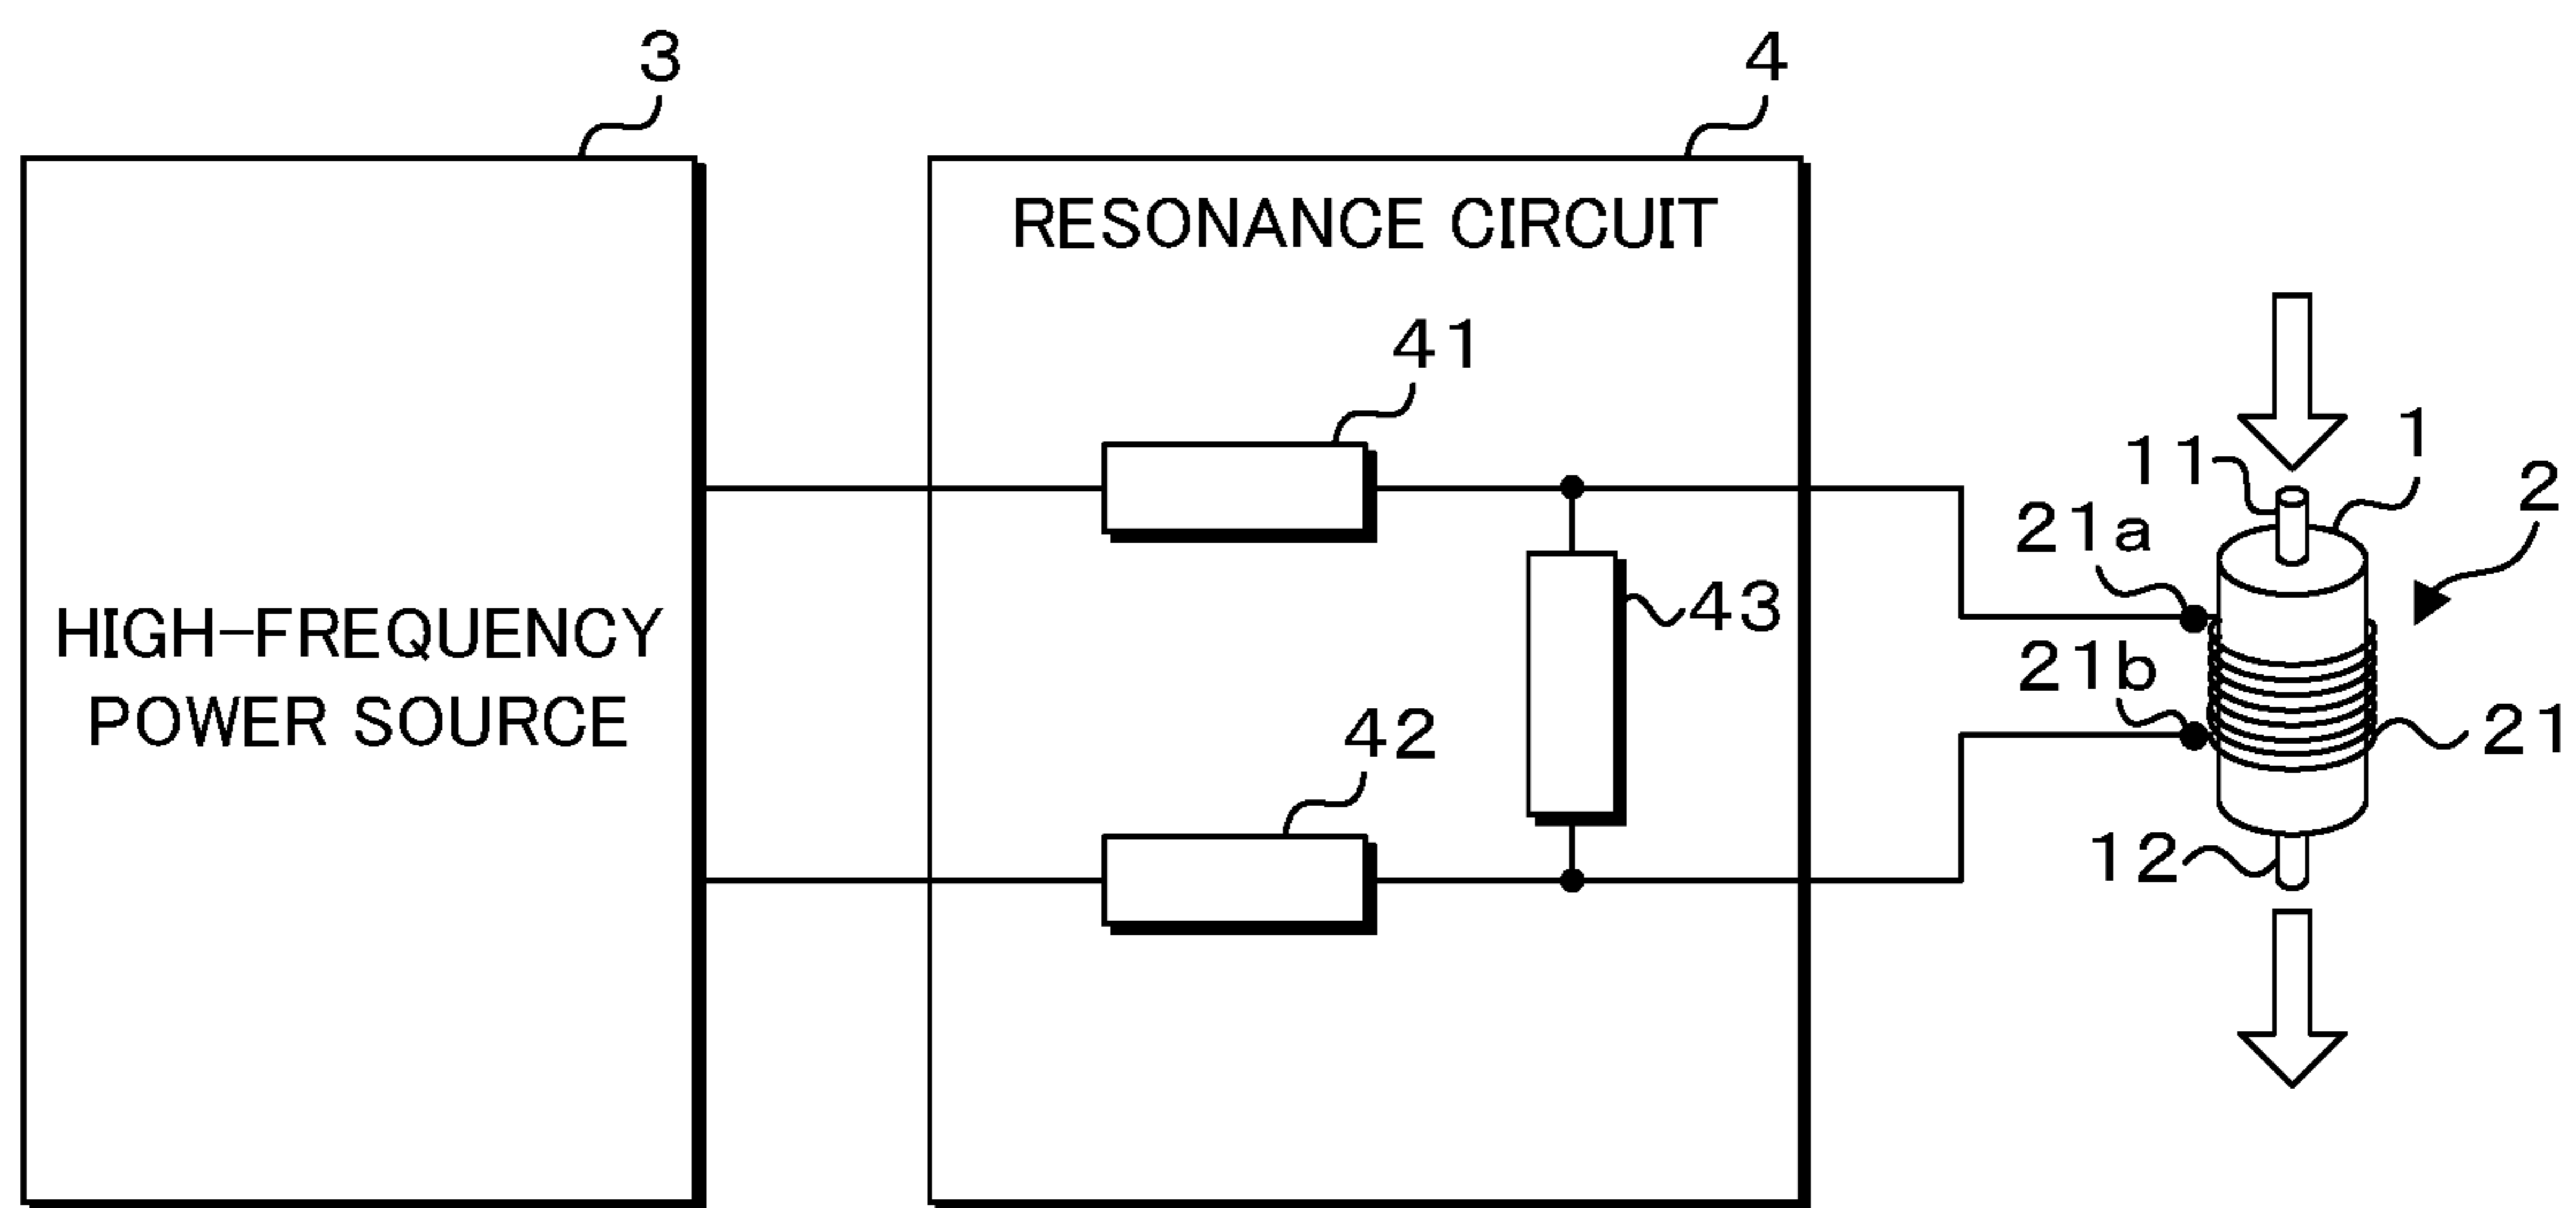 3
4
RESONANCE CIRCUIT
41
1
11
2
21a
HIGH-FREQUENCY
POWER SOURCE
43
21b
42
21
12